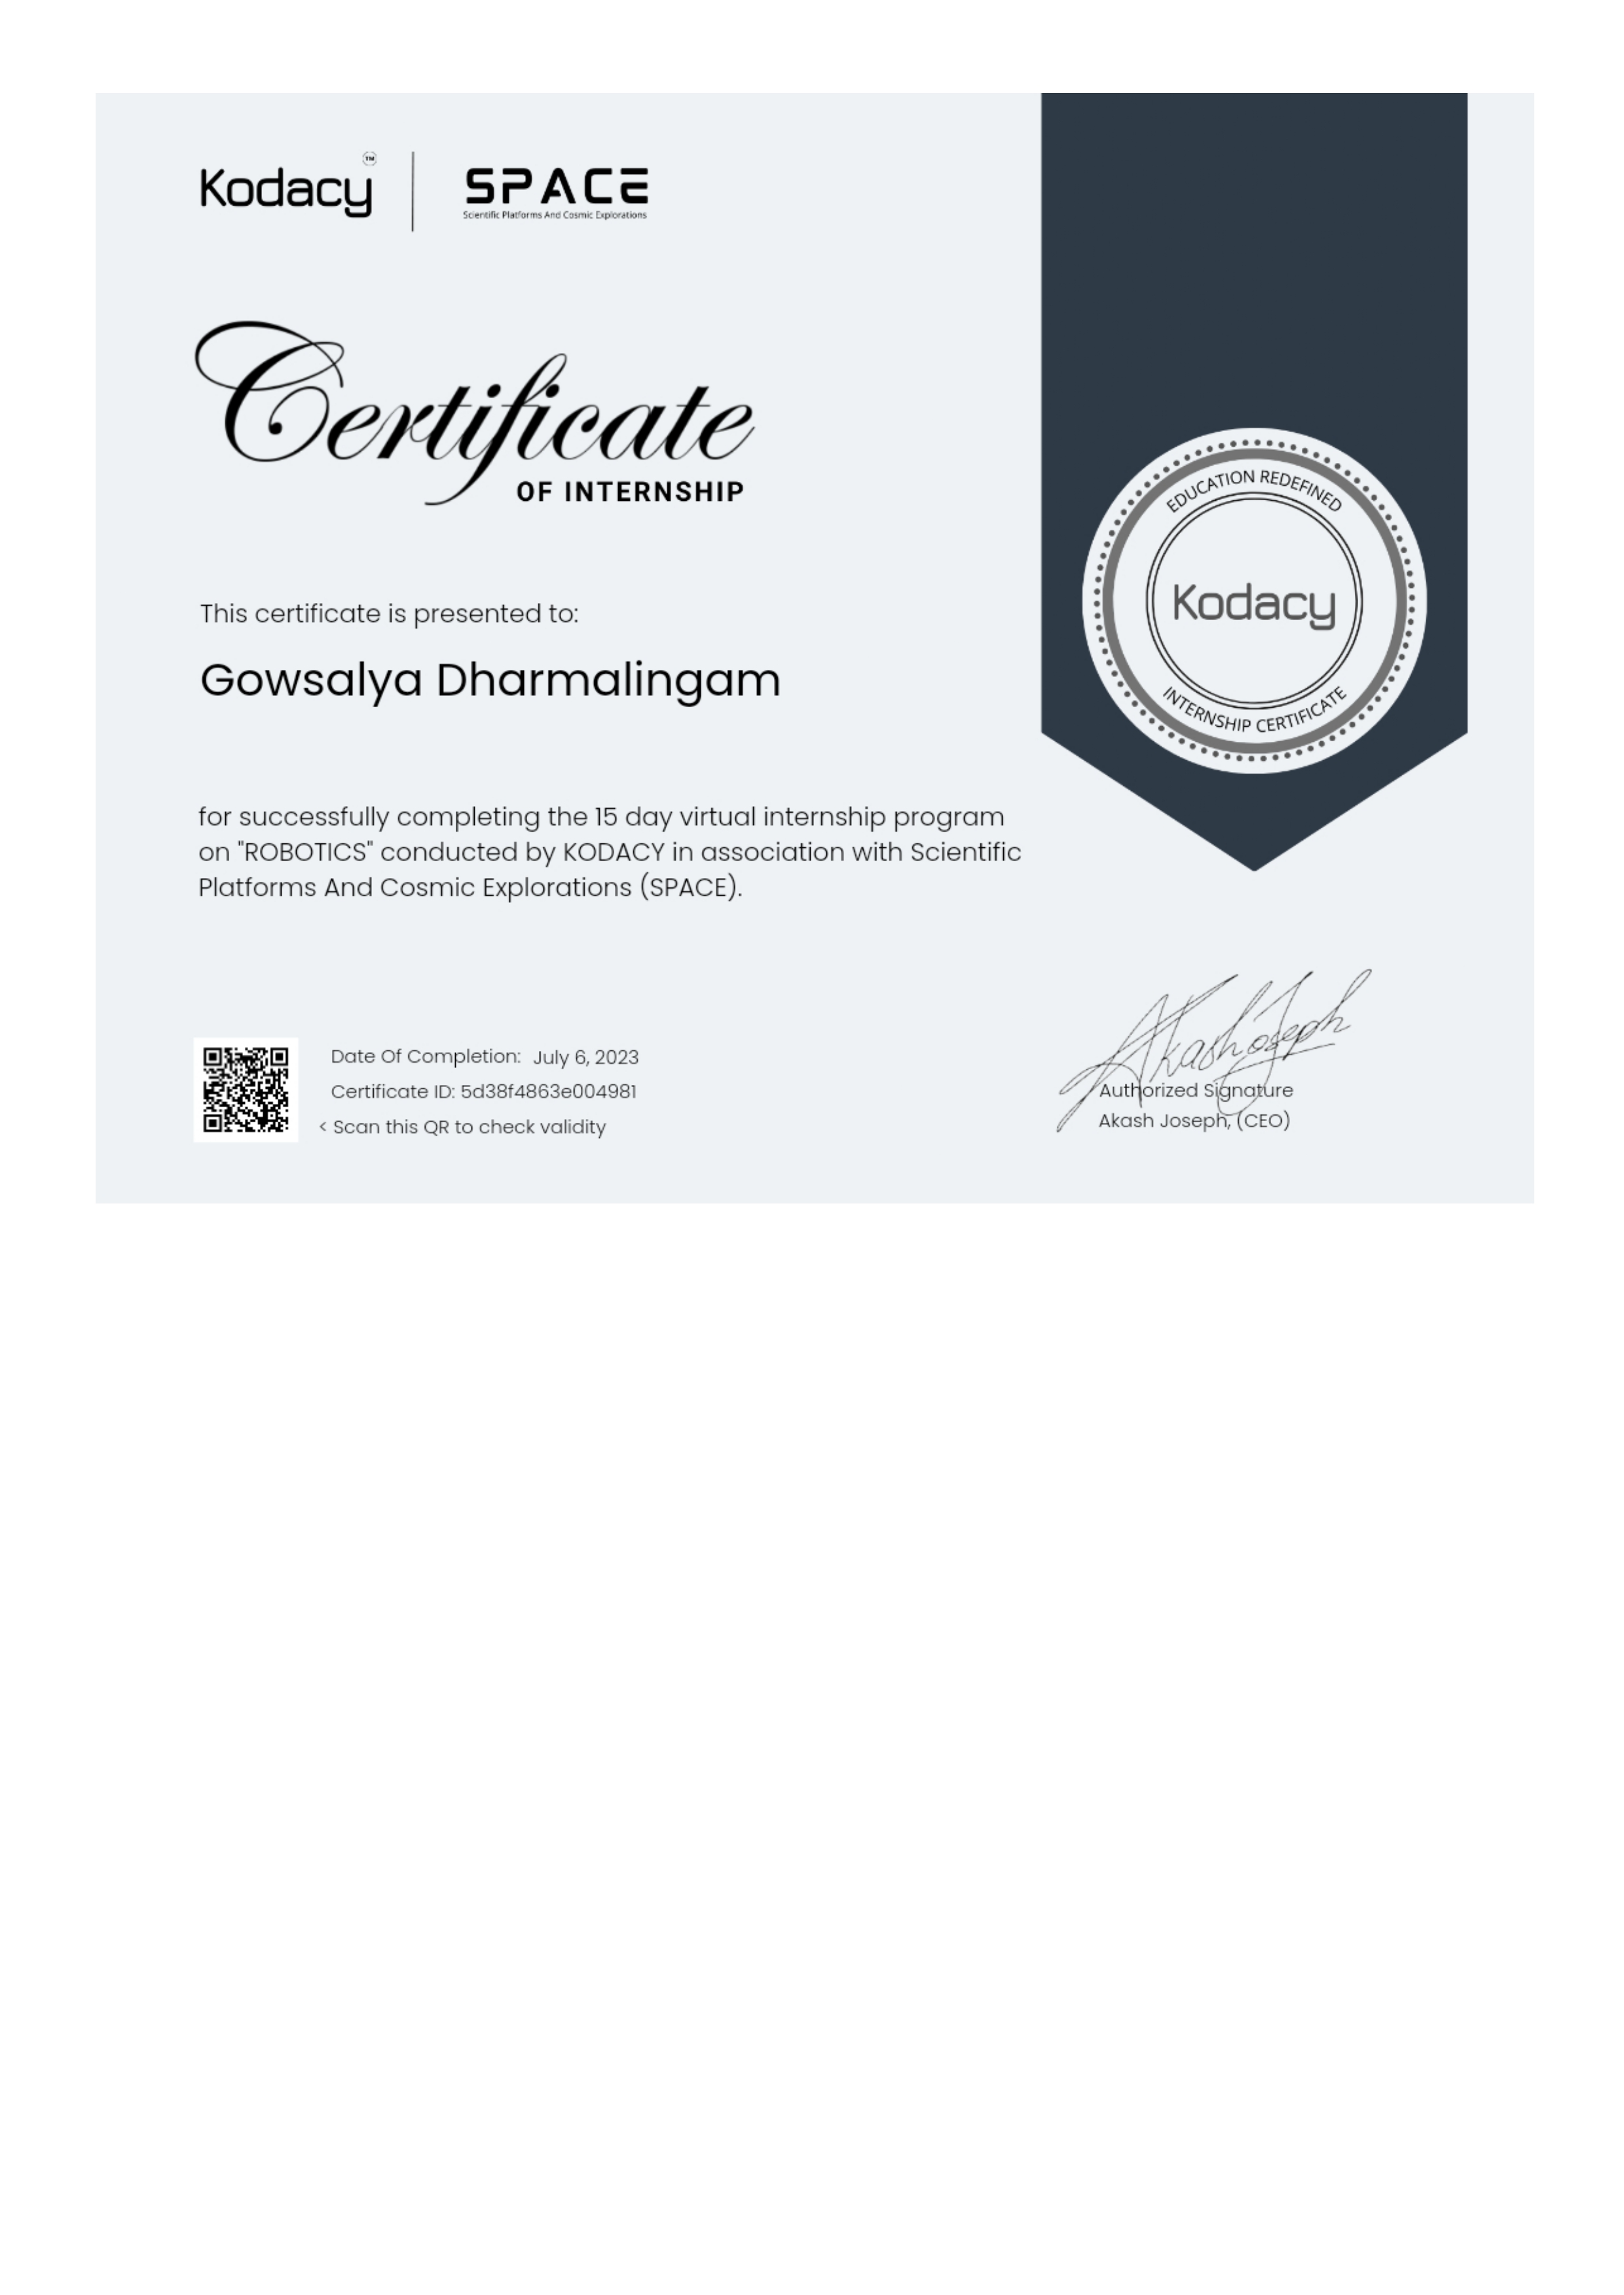 Kodacy ™
SPACE
Scientific Platforms And Cosmic Explorations
Certificate
OF INTERNSHIP
EDUCATION REDEFINED
Kodacy
INTERNSHIP CERTIFICATE
This certificate is presented to:
Gowsalya Dharmalingam
for successfully completing the 15 day virtual internship program
on "ROBOTICS" conducted by KODACY in association with Scientific
Platforms And Cosmic Explorations (SPACE).
Date Of Completion: July 6, 2023
Certificate ID: 5d38f4863e004981
< Scan this QR to check validity
Akash Joseph
Authorized Signature
Akash Joseph, (CEO)